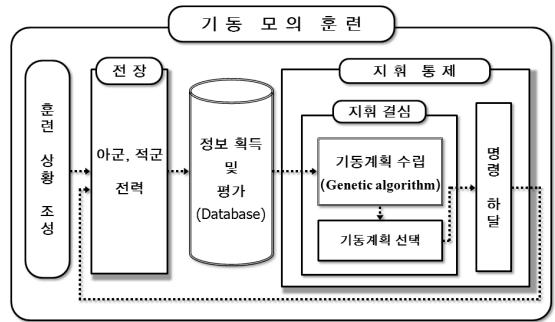 기 동 모 의 훈 련
훈련 상황 조성
전 장
아군, 적군
전력
정보 획득
및
평가
(Database)
지 휘 통 제
지휘 결심
기동계획 수립
(Genetic algorithm)
기동계획 선택
명령 하달